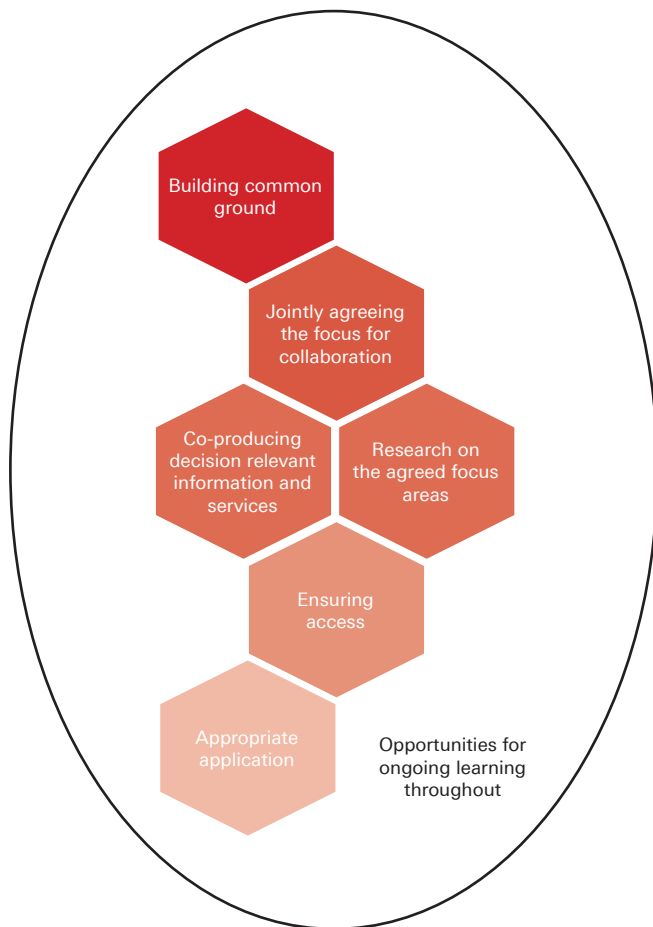 Building common
ground
Jointly agreeing
the focus for
collaboration
Co-producing
decision relevant
information and
services
Research on
the agreed focus
areas
Ensuring
access
Appropriate
application
Opportunities for
ongoing learning
throughout